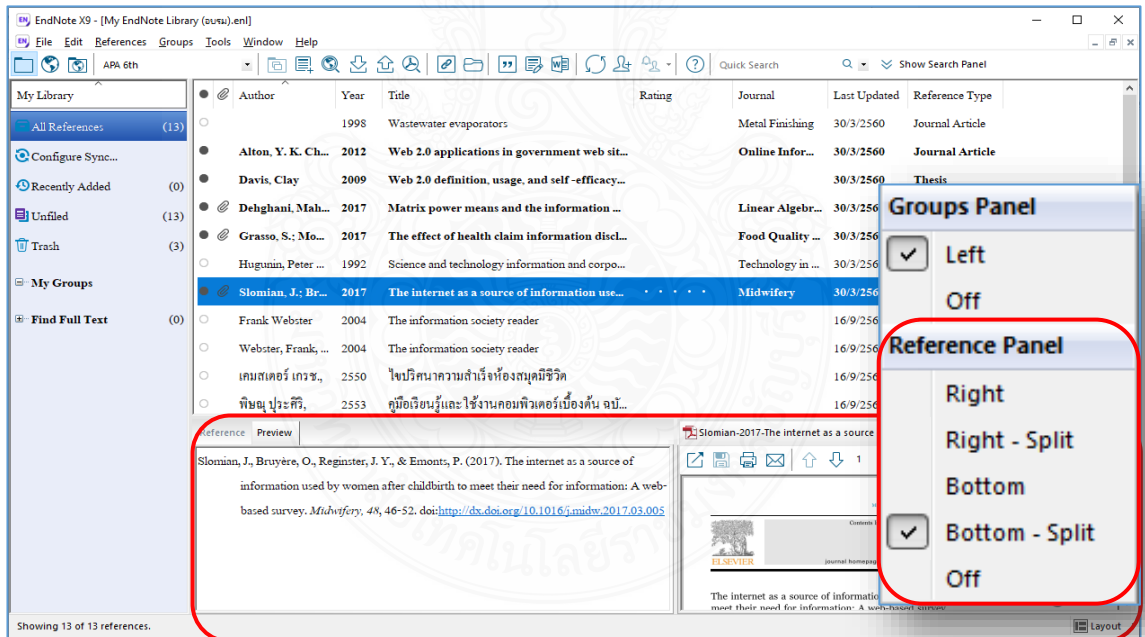 EndNote X9 - [My EndNote Library (อบรม).enl]
File Edit References Groups Tools Window Help
APA 6th
Quick Search
Show Search Panel
My Library
All References (13)
Configure Sync...
Recently Added (0)
Unfiled (13)
Trash (3)
My Groups
Find Full Text (0)
Author Year Title Rating Journal Last Updated Reference Type
1998 Wastewater evaporators Metal Finishing 30/3/2560 Journal Article
Alton, Y. K. Ch... 2012 Web 2.0 applications in government web sit... Online Infor... 30/3/2560 Journal Article
Davis, Clay 2009 Web 2.0 definition, usage, and self -efficacy... 30/3/2560 Thesis
Dehghani, Mah... 2017 Matrix power means and the information ... Linear Algebr... 30/3/256
Grasso, S.; Mo... 2017 The effect of health claim information discl... Food Quality ... 30/3/256
Hugunin, Peter ... 1992 Science and technology information and corpo... Technology in ... 30/3/256
Slomian, J.; Br... 2017 The internet as a source of information use... Midwifery 30/3/256
Frank Webster 2004 The information society reader 16/9/256
Webster, Frank, ... 2004 The information society reader 16/9/256
เคมสเตอร์ เกรซ., 2550 ไขปริศนาความสำเร็จห้องสมุดมีชีวิต 16/9/256
พิษณุ ปุระศิริ, 2553 คู่มือเรียนรู้และใช้งานคอมพิวเตอร์เบื้องต้น ฉบั... 16/9/256
Groups Panel
Left
Off
Reference Panel
Right
Right - Split
Bottom
Bottom - Split
Off
Reference Preview
Slomian, J., Bruyère, O., Reginster, J. Y., & Emonts, P. (2017). The internet as a source of
information used by women after childbirth to meet their need for information: A web-
based survey. Midwifery, 48, 46-52. doi:http://dx.doi.org/10.1016/j.midw.2017.03.005
Slomian-2017-The internet as a source
1
Contents
ELSEVIER
journal homepag
The internet as a source of informatio
meet their need for information: A web-based survey
Showing 13 of 13 references.
Layout